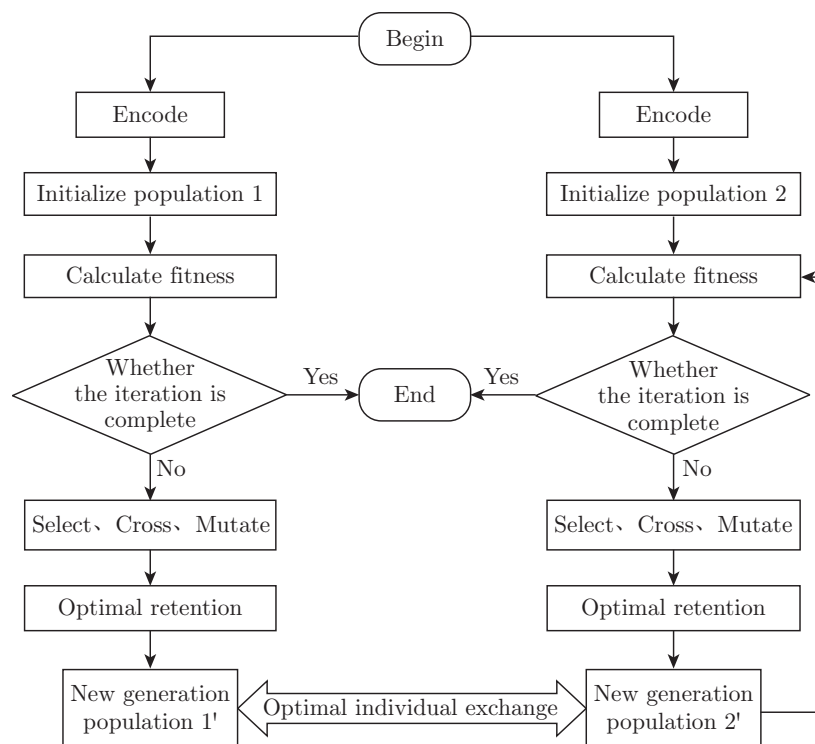 Begin
Encode
Encode
Initialize population 1
Initialize population 2
Calculate fitness
Calculate fitness
Whether
the iteration is
complete
Yes
End
Yes
Whether
the iteration is
complete
No
No
Select、Cross、Mutate
Select、Cross、Mutate
Optimal retention
Optimal retention
New generation
population 1'
Optimal individual exchange
New generation
population 2'